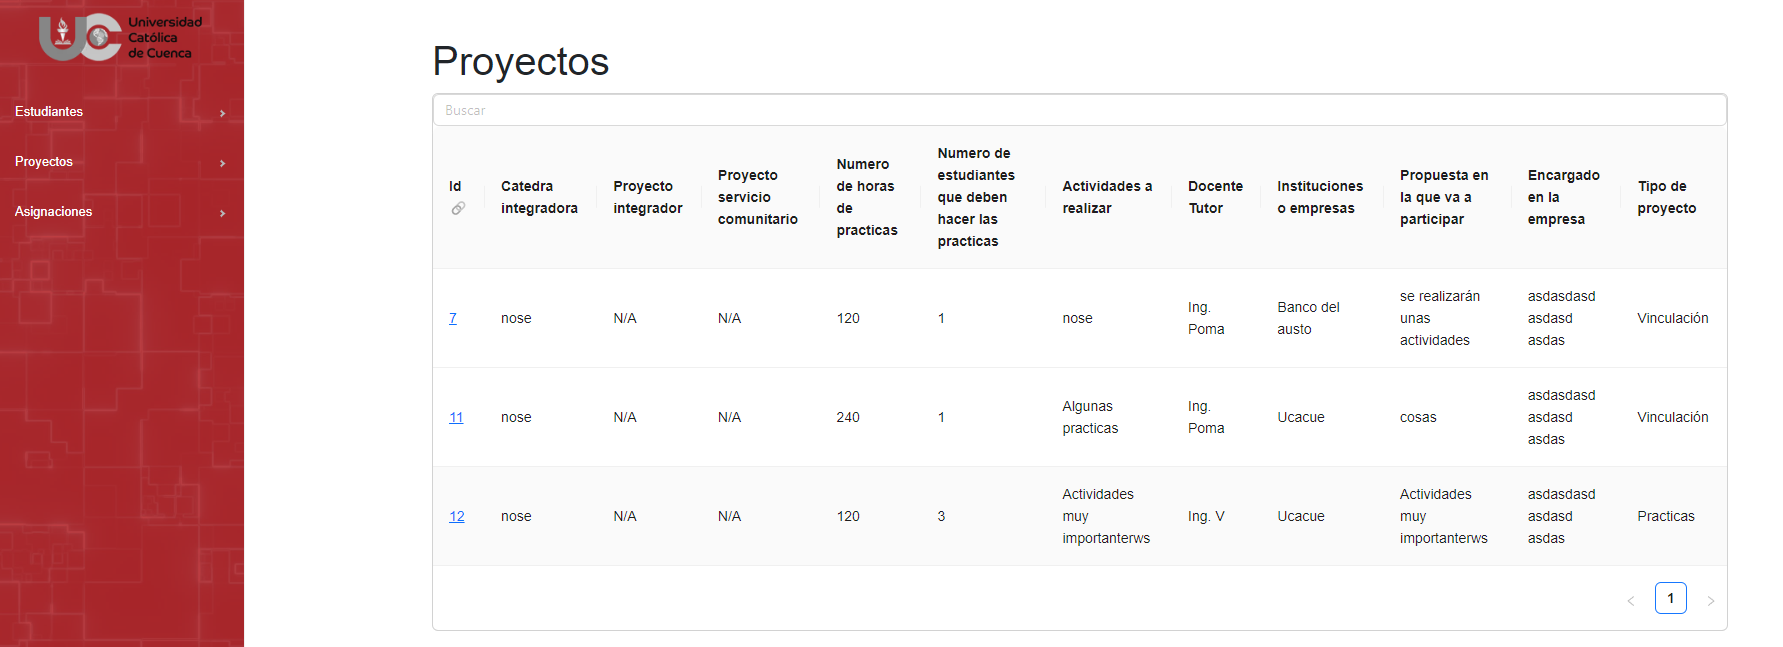 UC Universidad
Católica
de Cuenca
Estudiantes
Proyectos
Asignaciones
Proyectos
Buscar
Id
Catedra
integradora
Proyecto
integrador
Proyecto
servicio
comunitario
Numero
de horas
de
practicas
Numero de
estudiantes
que deben
hacer las
practicas
Actividades a
realizar
Docente
Tutor
Instituciones
o empresas
Propuesta en
la que va a
participar
Encargado
en la
empresa
Tipo de
proyecto
7
nose
N/A
N/A
120
1
nose
Ing.
Poma
Banco del
austo
se realizarán
unas
actividades
asdasdasd
asdasd
asdas
Vinculación
11
nose
N/A
N/A
240
1
Algunas
practicas
Ing.
Poma
Ucacue
cosas
asdasdasd
asdasd
asdas
Vinculación
12
nose
N/A
N/A
120
3
Actividades
muy
importanterws
Ing. V
Ucacue
Actividades
muy
importanterws
asdasdasd
asdasd
asdas
Practicas
1